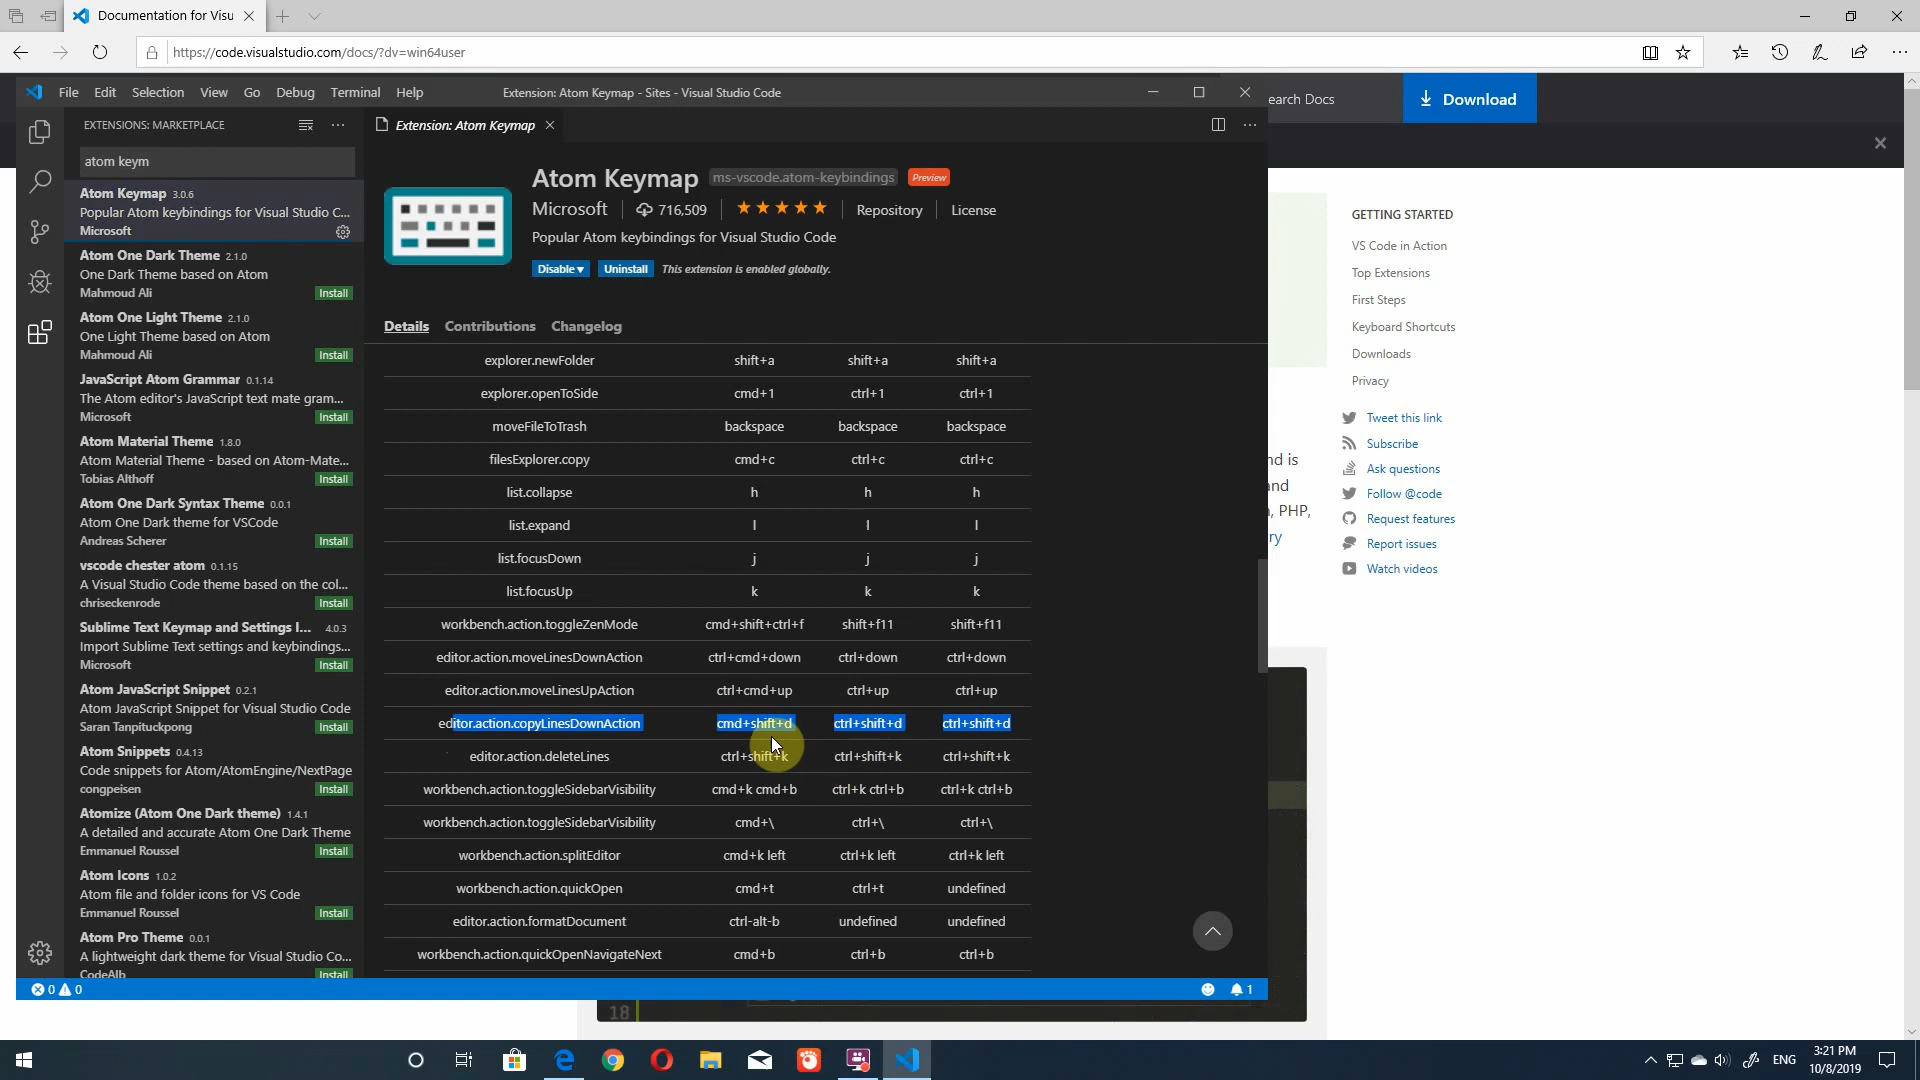 Documentation for Visu
https://code.visualstudio.com/docs/?dv=win64user
File Edit Selection View Go Debug Terminal Help
Extension: Atom Keymap - Sites - Visual Studio Code
earch Docs
Download
EXTENSIONS: MARKETPLACE
atom keym
Atom Keymap 3.0.6
Popular Atom keybindings for Visual Studio C...
Microsoft
Atom One Dark Theme 2.1.0
One Dark Theme based on Atom
Mahmoud Ali Install
Atom One Light Theme 2.1.0
One Light Theme based on Atom
Mahmoud Ali Install
JavaScript Atom Grammar 0.1.14
The Atom editor's JavaScript text mate gram...
Microsoft Install
Atom Material Theme 1.8.0
Atom Material Theme - based on Atom-Mate...
Tobias Althoff Install
Atom One Dark Syntax Theme 0.0.1
Atom One Dark theme for VSCode
Andreas Scherer Install
vscode chester atom 0.1.15
A Visual Studio Code theme based on the col...
chriseckenrode Install
Sublime Text Keymap and Settings I... 4.0.3
Import Sublime Text settings and keybindings...
Microsoft Install
Atom JavaScript Snippet 0.2.1
Atom JavaScript Snippet for Visual Studio Code
Saran Tanpituckpong Install
Atom Snippets 0.4.13
Code snippets for Atom/AtomEngine/NextPage
congpeisen Install
Atomize (Atom One Dark theme) 1.4.1
A detailed and accurate Atom One Dark Theme
Emmanuel Roussel Install
Atom Icons 1.0.2
Atom file and folder icons for VS Code
Emmanuel Roussel Install
Atom Pro Theme 0.0.1
A lightweight dark theme for Visual Studio Co...
CodeAlb Install
Extension: Atom Keymap
Atom Keymap ms-vscode.atom-keybindings Preview
Microsoft 716,509 Repository License
Popular Atom keybindings for Visual Studio Code
Disable Uninstall This extension is enabled globally.
Details Contributions Changelog
explorer.newFolder shift+a shift+a shift+a
explorer.openToSide cmd+1 ctrl+1 ctrl+1
moveFileToTrash backspace backspace backspace
filesExplorer.copy cmd+c ctrl+c ctrl+c
list.collapse h h h
list.expand l l l
list.focusDown j j j
list.focusUp k k k
workbench.action.toggleZenMode cmd+shift+ctrl+f shift+f11 shift+f11
editor.action.moveLinesDownAction ctrl+cmd+down ctrl+down ctrl+down
editor.action.moveLinesUpAction ctrl+cmd+up ctrl+up ctrl+up
editor.action.copyLinesDownAction cmd+shift+d ctrl+shift+d ctrl+shift+d
editor.action.deleteLines ctrl+shift+k ctrl+shift+k ctrl+shift+k
workbench.action.toggleSidebarVisibility cmd+k cmd+b ctrl+k ctrl+b ctrl+k ctrl+b
workbench.action.toggleSidebarVisibility cmd+\ ctrl+\ ctrl+\
workbench.action.splitEditor cmd+k left ctrl+k left ctrl+k left
workbench.action.quickOpen cmd+t ctrl+t undefined
editor.action.formatDocument ctrl-alt-b undefined undefined
workbench.action.quickOpenNavigateNext cmd+b ctrl+b ctrl+b
0 0
1
18
nd is
and
, PHP,
ry
GETTING STARTED
VS Code in Action
Top Extensions
First Steps
Keyboard Shortcuts
Downloads
Privacy
Tweet this link
Subscribe
Ask questions
Follow @code
Request features
Report issues
Watch videos
ENG
3:21 PM
10/8/2019